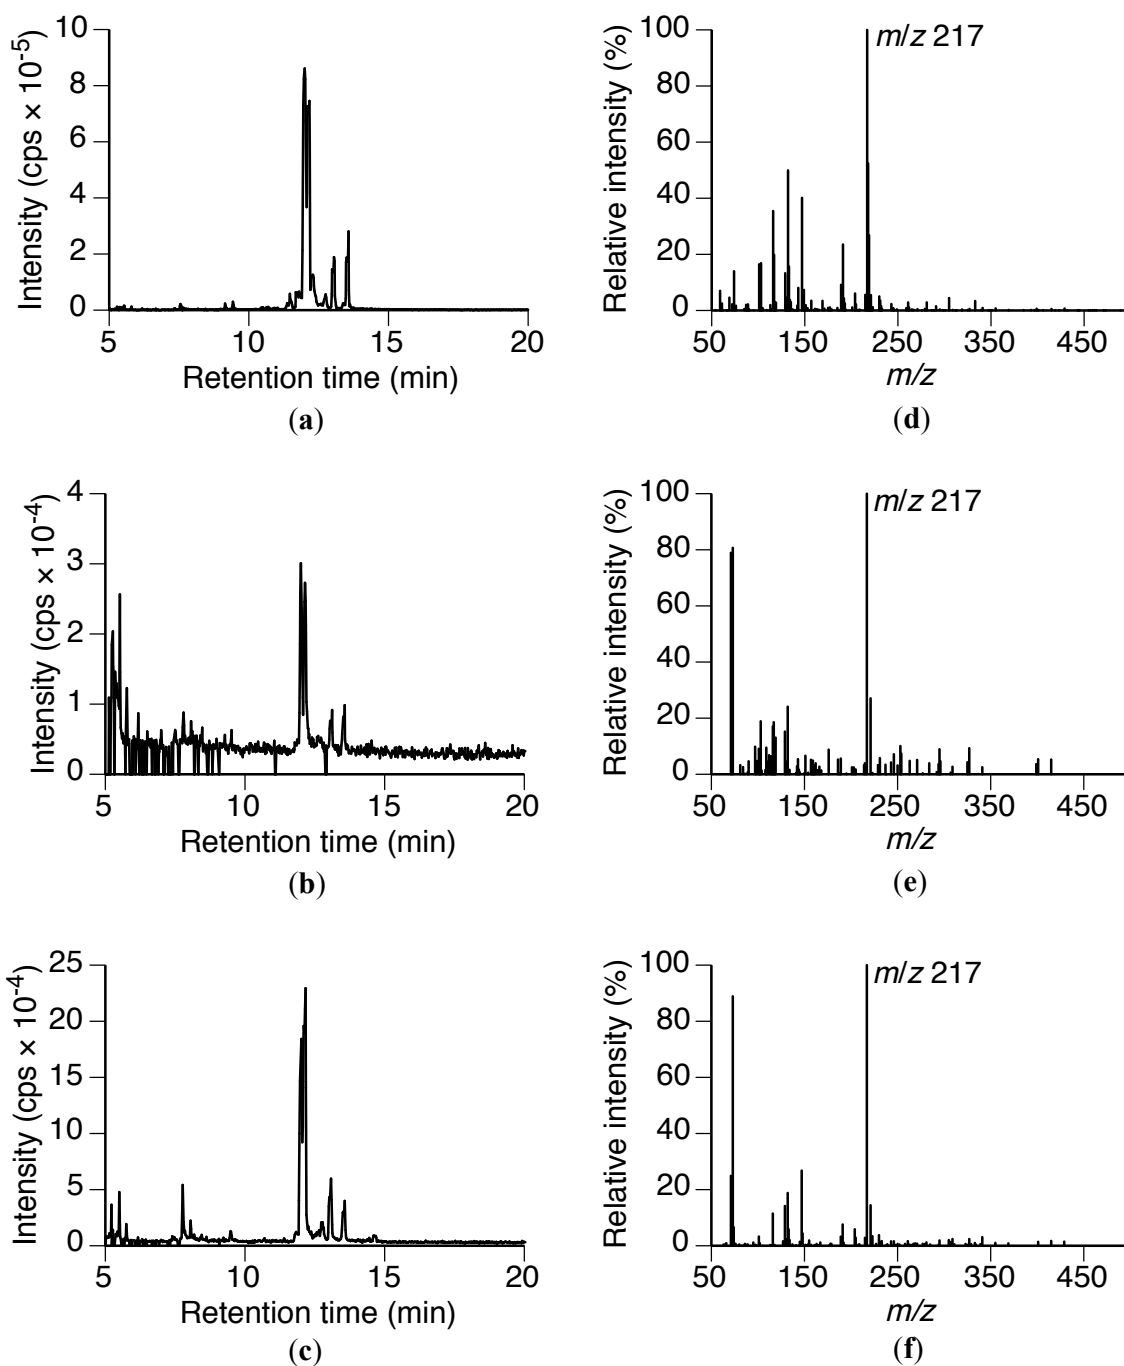 Intensity (cps × 10-5)
10
8
6
4
2
0
5 10 15 20
Retention time (min)
(a)
Relative intensity (%)
100
80
60
40
20
0
m/z 217
50 150 250 350 450
m/z
(d)
Intensity (cps × 10-4)
4
3
2
1
0
5 10 15 20
Retention time (min)
(b)
Relative intensity (%)
100
80
60
40
20
0
m/z 217
50 150 250 350 450
m/z
(e)
Intensity (cps × 10-4)
25
20
15
10
5
0
5 10 15 20
Retention time (min)
(c)
Relative intensity (%)
100
80
60
40
20
0
m/z 217
50 150 250 350 450
m/z
(f)